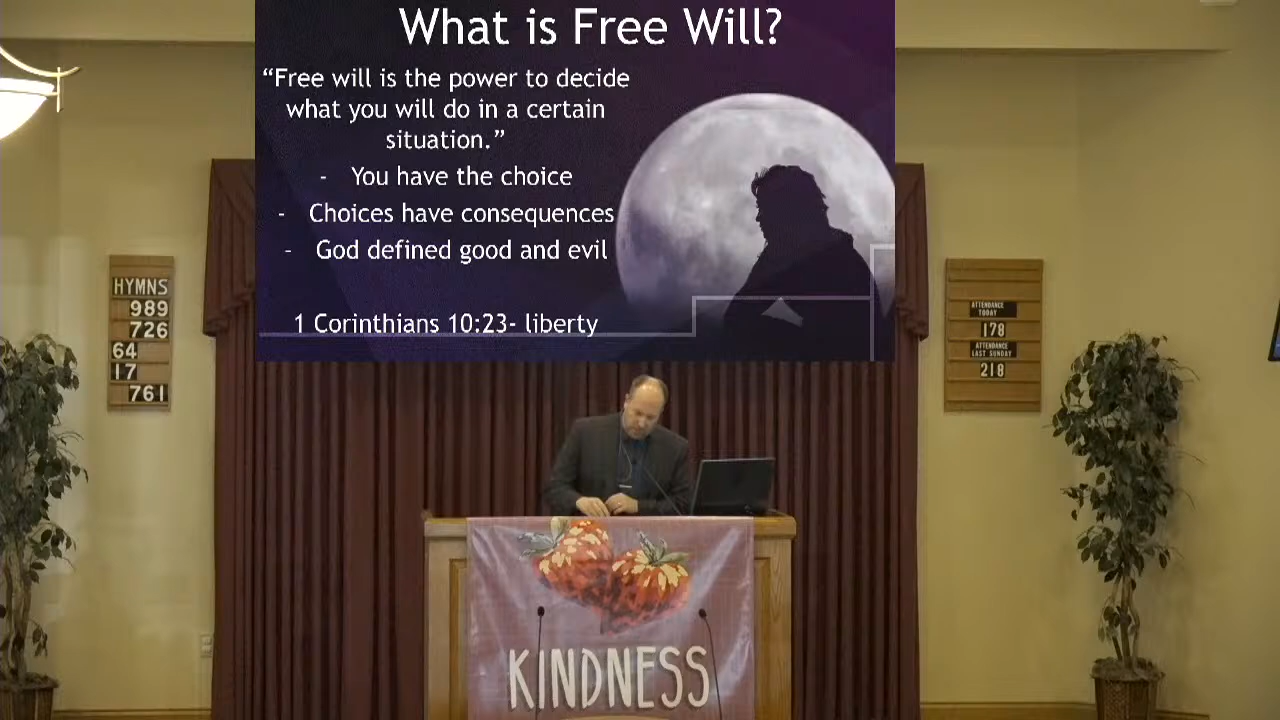 What is Free Will?
“Free will is the power to decide
what you will do in a certain
situation.”
- You have the choice
- Choices have consequences
- God defined good and evil
1 Corinthians 10:23- liberty
HYMNS
989
726
64
17
761
ATTENDANCE
TODAY
178
ATTENDANCE
LAST SUNDAY
218
KINDNESS